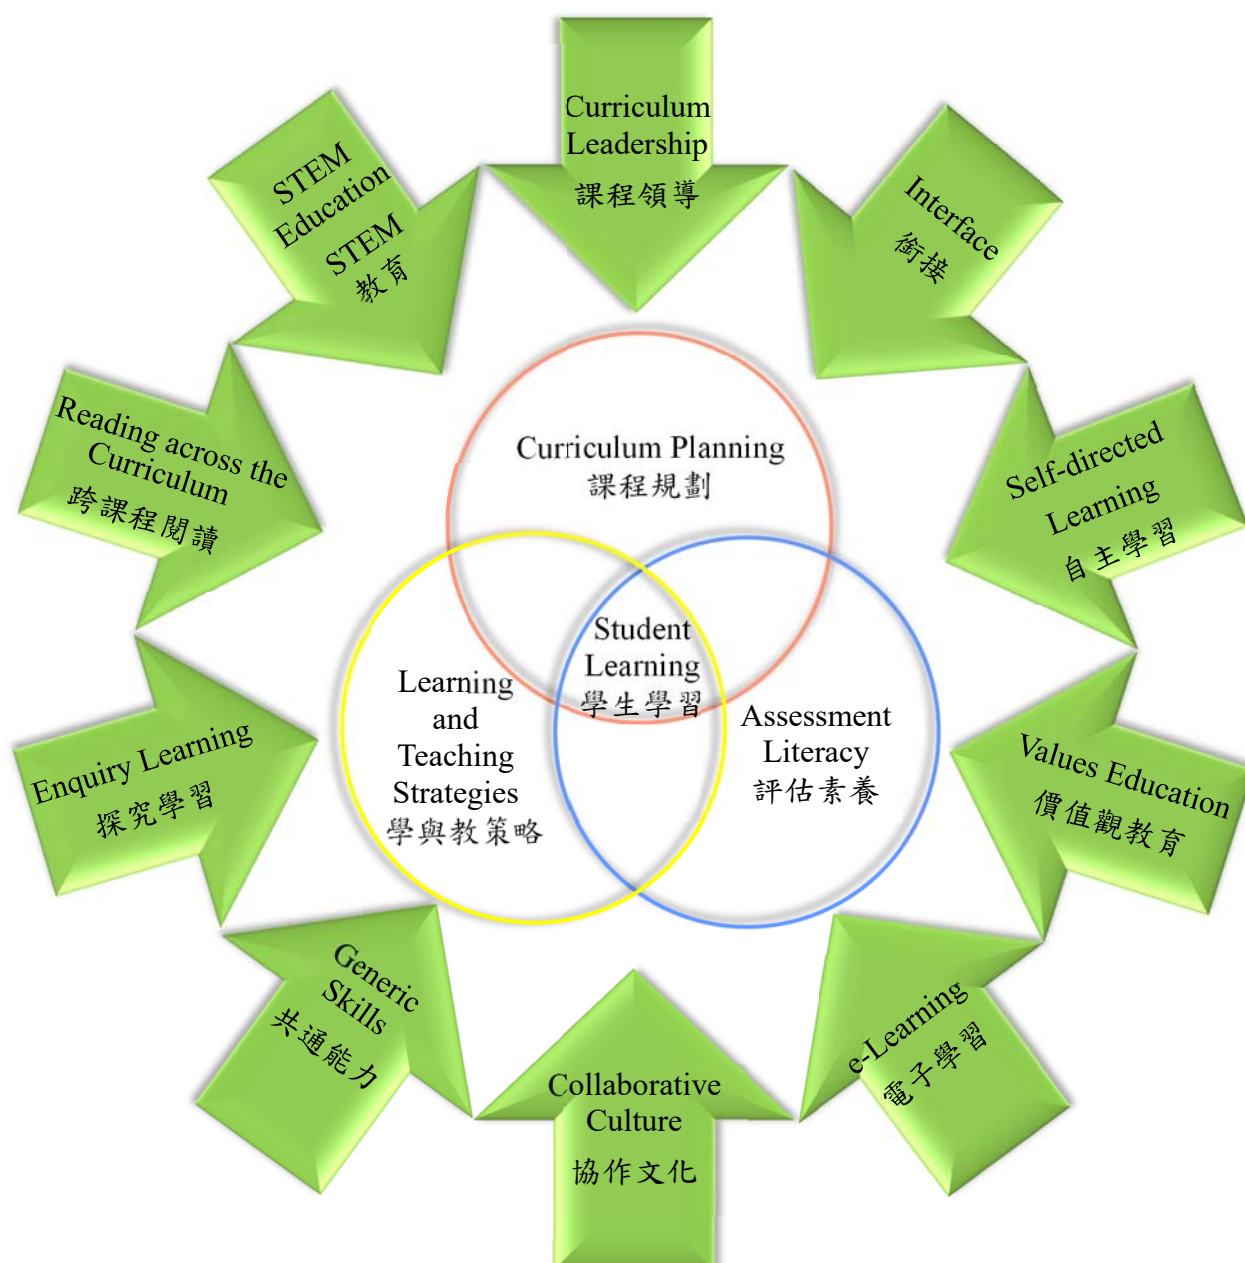 Curriculum
Leadership
課程領導
Interface
銜接
Self-directed
Learning
自主學習
Values Education
價值觀教育
e-Learning
電子學習
Collaborative
Culture
協作文化
Generic
Skills
共通能力
Enquiry Learning
探究學習
Reading across the
Curriculum
跨課程閱讀
STEM
Education
STEM
教育
Curriculum Planning
課程規劃
Student
Learning
學生學習
Learning
and
Teaching
Strategies
學與教策略
Assessment
Literacy
評估素養